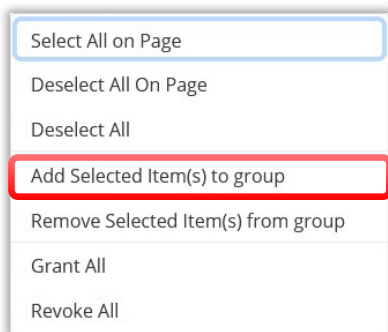 Select All on Page
Deselect All On Page
Deselect All
Add Selected Item(s) to group
Remove Selected Item(s) from group
Grant All
Revoke All